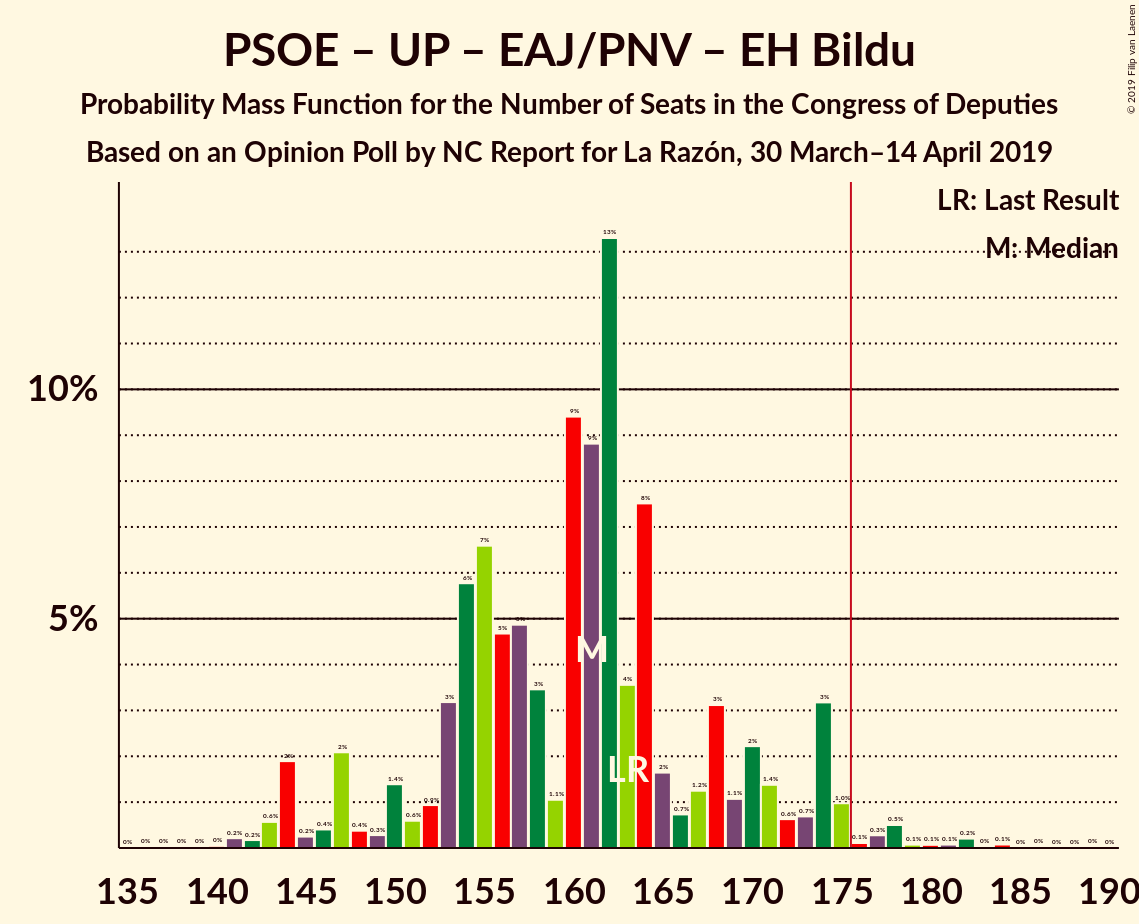 PSOE – UP – EAJ/PNV – EH Bildu
Probability Mass Function for the Number of Seats in the Congress of Deputies
Based on an Opinion Poll by NC Report for La Razón, 30 March–14 April 2019
© 2019 Filip van Laenen
LR: Last Result
M: Median
10%
5%
0% 0% 0% 0% 0% 0% 0.2% 0.2% 0.6% 2% 0.2% 0.4% 2% 0.4% 0.3% 1.4% 0.6% 0.9% 3% 6% 7% 5% 5% 3% 1.1% 9% 9% 13% 4% 8% 2% 0.7% 1.2% 3% 1.1% 2% 1.4% 0.6% 0.7% 3% 1.0% 0.1% 0.3% 0.5% 0.1% 0.1% 0.1% 0.2% 0% 0.1% 0% 0% 0% 0% 0% 0%
M
LR
135 140 145 150 155 160 165 170 175 180 185 190